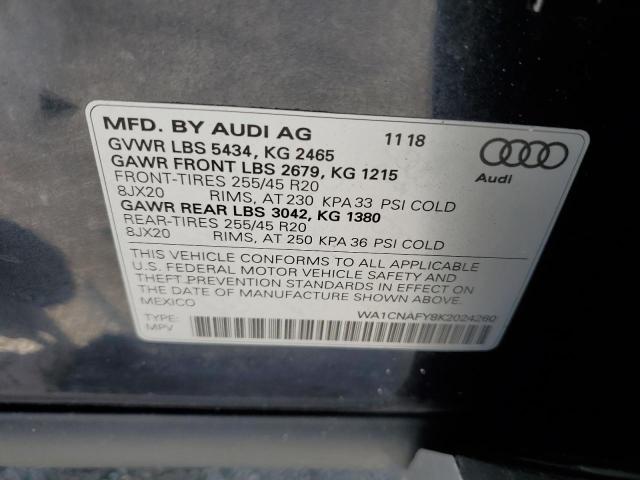 MFD. BY AUDI AG 11 18
GVWR LBS 5434, KG 2465
GAWR FRONT LBS 2679, KG 1215
FRONT-TIRES 255/45 R20
8JX20 RIMS, AT 230 KPA 33 PSI COLD
GAWR REAR LBS 3042, KG 1380
REAR-TIRES 255/45 R20
8JX20 RIMS, AT 250 KPA 36 PSI COLD
Audi
THIS VEHICLE CONFORMS TO ALL APPLICABLE
U.S. FEDERAL MOTOR VEHICLE SAFETY AND
THEFT PREVENTION STANDARDS IN EFFECT ON
THE DATE OF MANUFACTURE SHOWN ABOVE.
MEXICO
TYPE: WA1CNAFY8K2024260
MPV